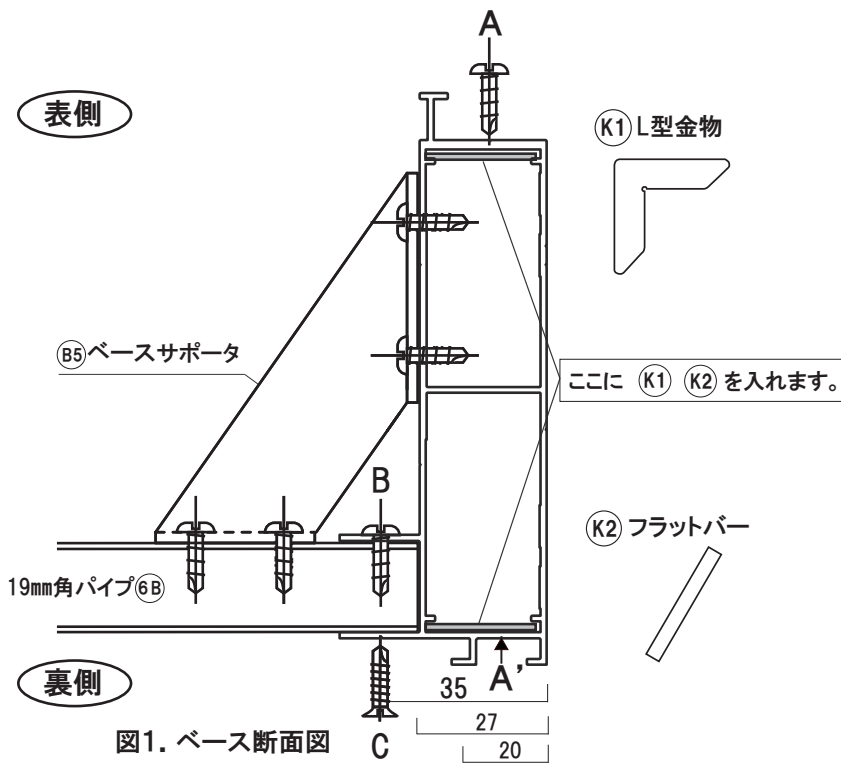 A
表側
K1 L型金物
B5 ベースサポータ
ここに K1 K2 を入れます。
B
K2 フラットバー
19mm角パイプ 6B
裏側
A’
35
27
20
図1. ベース断面図
C